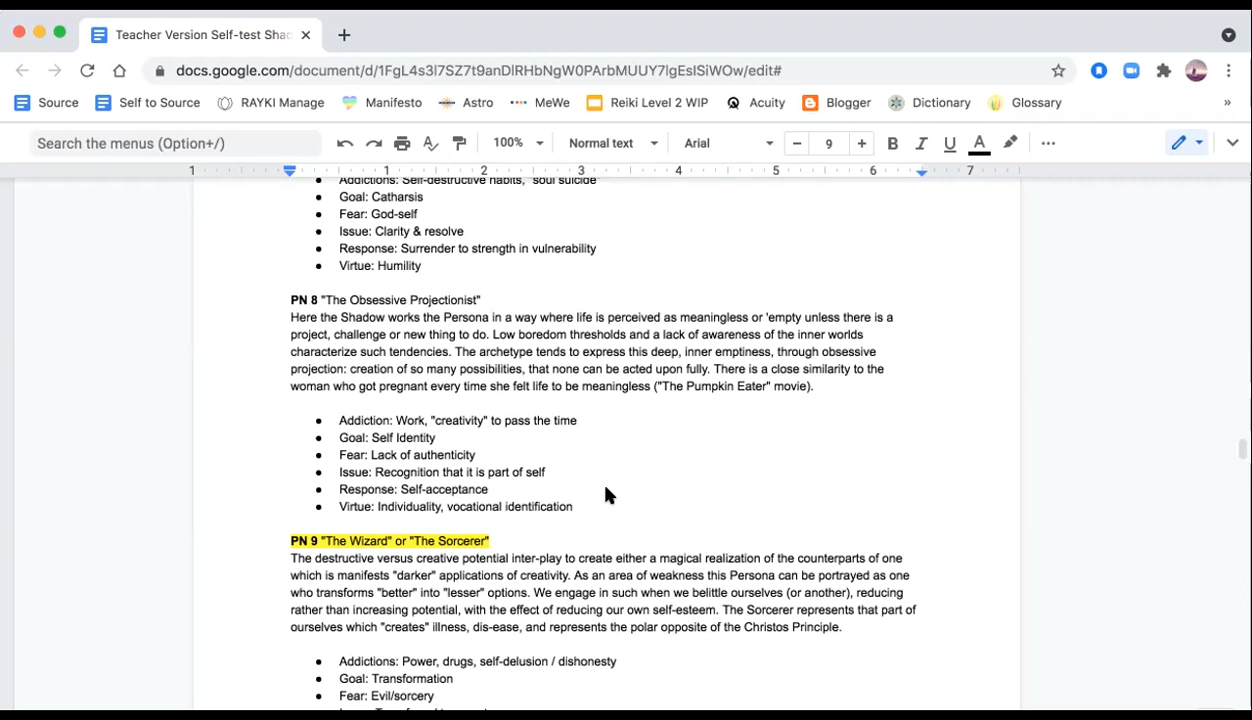 Teacher Version Self-test Sha
docs.google.com/document/d/1FgL4s3l7SZ7t9anDlRHbNgW0PArbMUUY7lgEsISiWOw/edit#
Source Self to Source RAYKI Manage Manifesto Astro MeWe Reiki Level 2 WIP Acuity Blogger Dictionary Glossary »
Search the menus (Option+/) 100% Normal text Arial 9 B I U A
1 1 2 3 4 5 6 7
Addictions: Self-destructive habits, "soul suicide"
Goal: Catharsis
Fear: God-self
Issue: Clarity & resolve
Response: Surrender to strength in vulnerability
Virtue: Humility
PN 8 "The Obsessive Projectionist"
Here the Shadow works the Persona in a way where life is perceived as meaningless or 'empty unless there is a
project, challenge or new thing to do. Low boredom thresholds and a lack of awareness of the inner worlds
characterize such tendencies. The archetype tends to express this deep, inner emptiness, through obsessive
projection: creation of so many possibilities, that none can be acted upon fully. There is a close similarity to the
woman who got pregnant every time she felt life to be meaningless ("The Pumpkin Eater" movie).
Addiction: Work, "creativity" to pass the time
Goal: Self Identity
Fear: Lack of authenticity
Issue: Recognition that it is part of self
Response: Self-acceptance
Virtue: Individuality, vocational identification
PN 9 "The Wizard" or "The Sorcerer"
The destructive versus creative potential inter-play to create either a magical realization of the counterparts of one
which is manifests "darker" applications of creativity. As an area of weakness this Persona can be portrayed as one
who transforms "better" into "lesser" options. We engage in such when we belittle ourselves (or another), reducing
rather than increasing potential, with the effect of reducing our own self-esteem. The Sorcerer represents that part of
ourselves which "creates" illness, dis-ease, and represents the polar opposite of the Christos Principle.
Addictions: Power, drugs, self-delusion / dishonesty
Goal: Transformation
Fear: Evil/sorcery